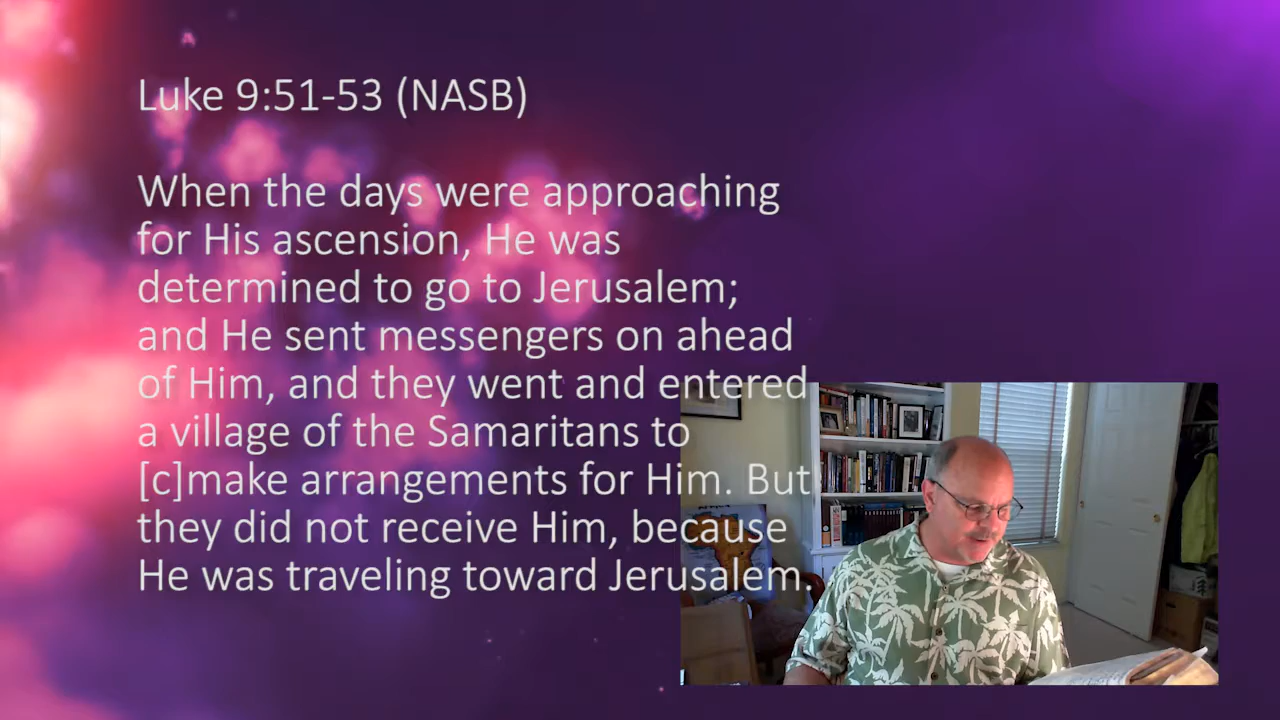 Luke 9:51-53 (NASB)
When the days were approaching
for His ascension, He was
determined to go to Jerusalem;
and He sent messengers on ahead
of Him, and they went and entered
a village of the Samaritans to
[c]make arrangements for Him. But
they did not receive Him, because
He was traveling toward Jerusalem.